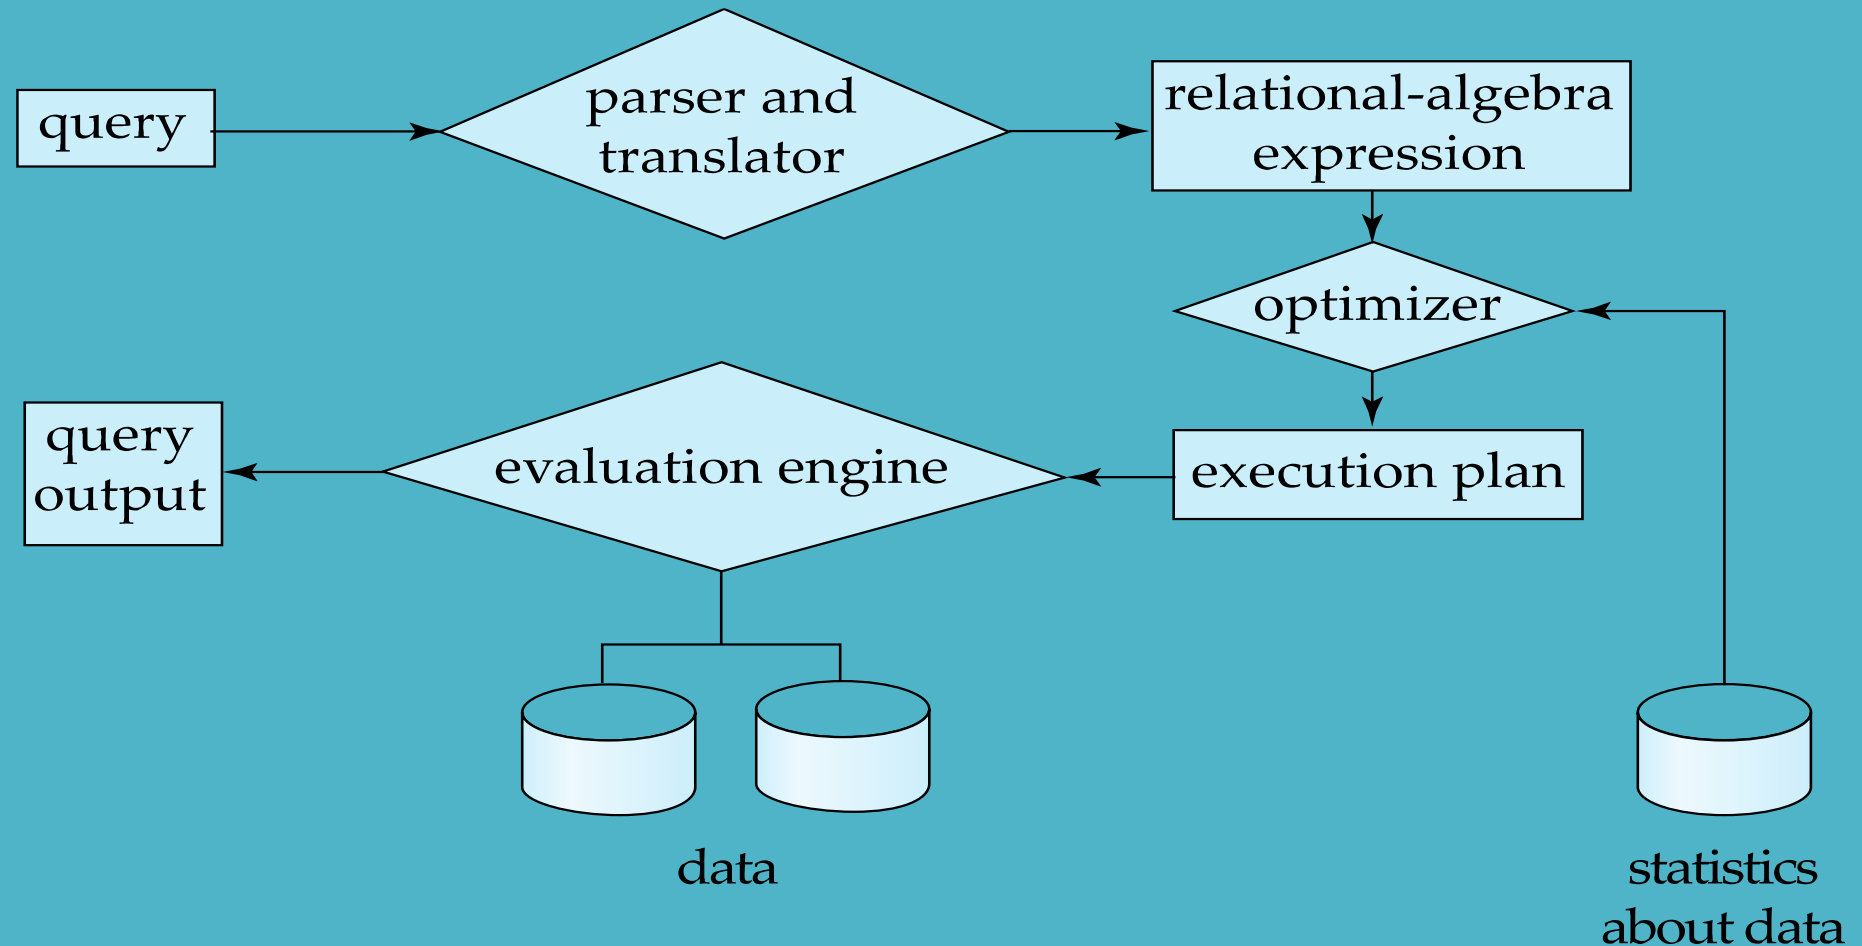 query
parser and
translator
relational-algebra
expression
optimizer
query
output
evaluation engine
execution plan
data
statistics
about data